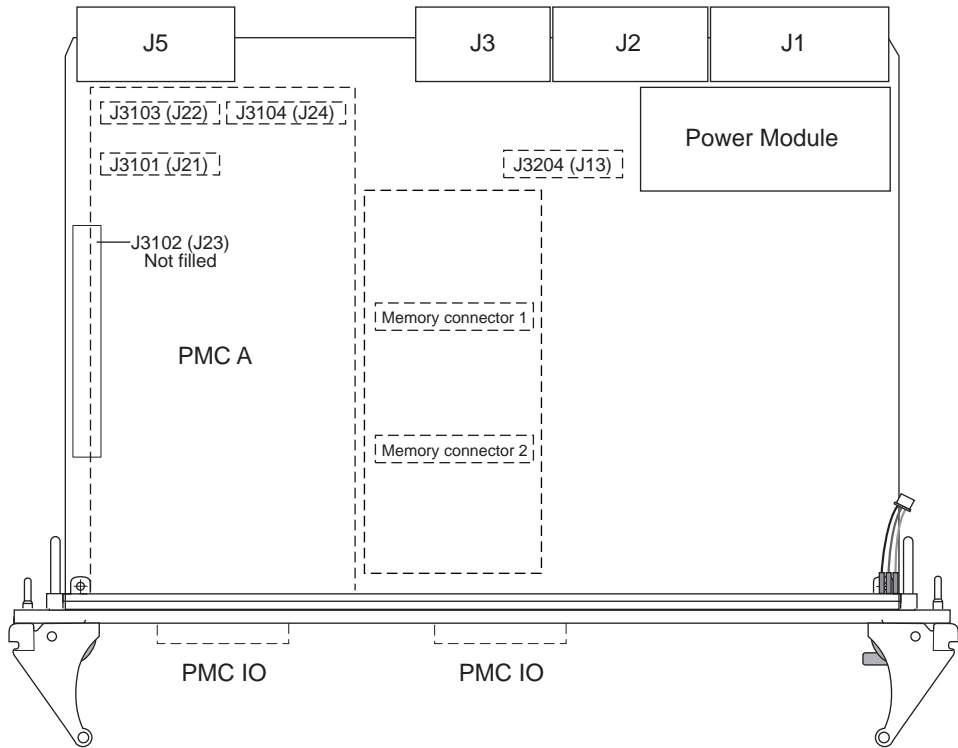 J5
J3
J2
J1
J3103 (J22)
J3104 (J24)
Power Module
J3101 (J21)
J3204 (J13)
J3102 (J23)
Not filled
Memory connector 1
PMC A
Memory connector 2
PMC IO
PMC IO